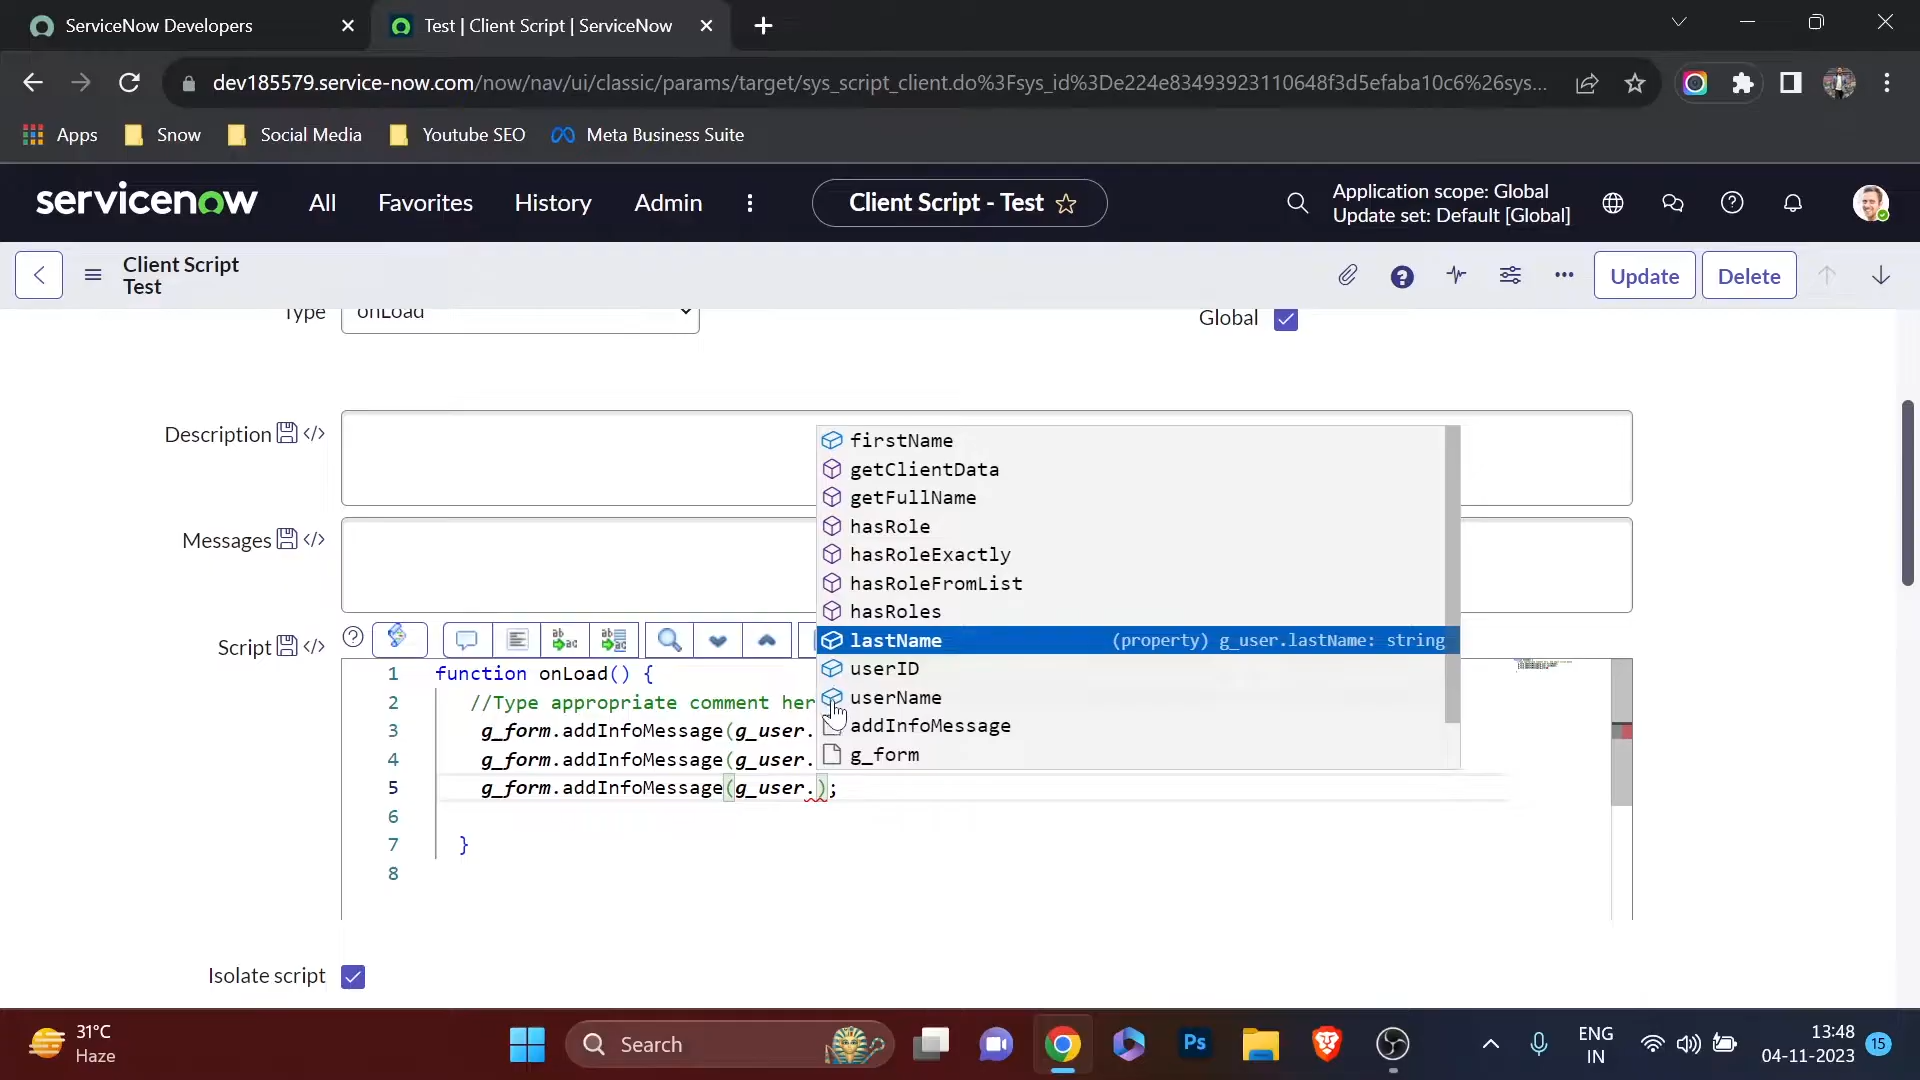 ServiceNow Developers
Test | Client Script | ServiceNow
dev185579.service-now.com/now/nav/ui/classic/params/target/sys_script_client.do%3Fsys_id%3De224e83493923110648f3d5efaba10c6%26sys...
Apps
Snow
Social Media
Youtube SEO
Meta Business Suite
servicenow
All
Favorites
History
Admin
Client Script - Test
Application scope: Global
Update set: Default [Global]
Client Script
Test
Update
Delete
Type
onLoad
Global
Description
Messages
firstName
getClientData
getFullName
hasRole
hasRoleExactly
hasRoleFromList
hasRoles
lastName (property) g_user.lastName: string
userID
userName
addInfoMessage
g_form
Script
1 function onLoad() {
2 //Type appropriate comment her
3 g_form.addInfoMessage(g_user.
4 g_form.addInfoMessage(g_user.
5 g_form.addInfoMessage(g_user.);
6
7 }
8
Isolate script
31°C
Haze
Search
Ps
ENG
IN
13:48
04-11-2023
15